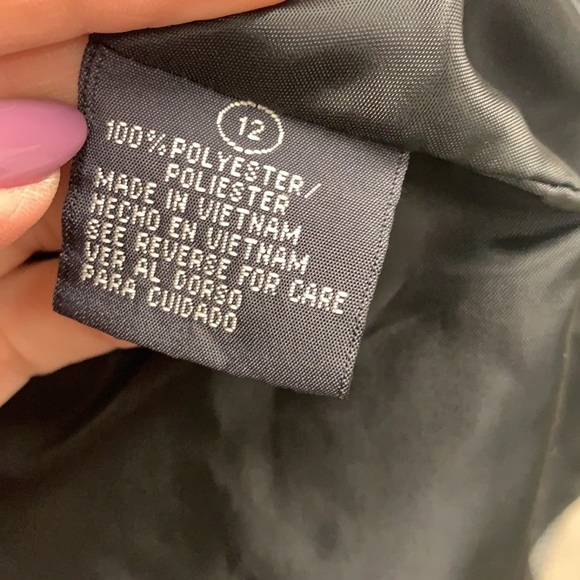 12
100% POLYESTER/
POLIESTER
MADE IN VIETNAM
HECHO EN VIETNAM
SEE REVERSE FOR CARE
VER AL DORSO
PARA CUIDADO